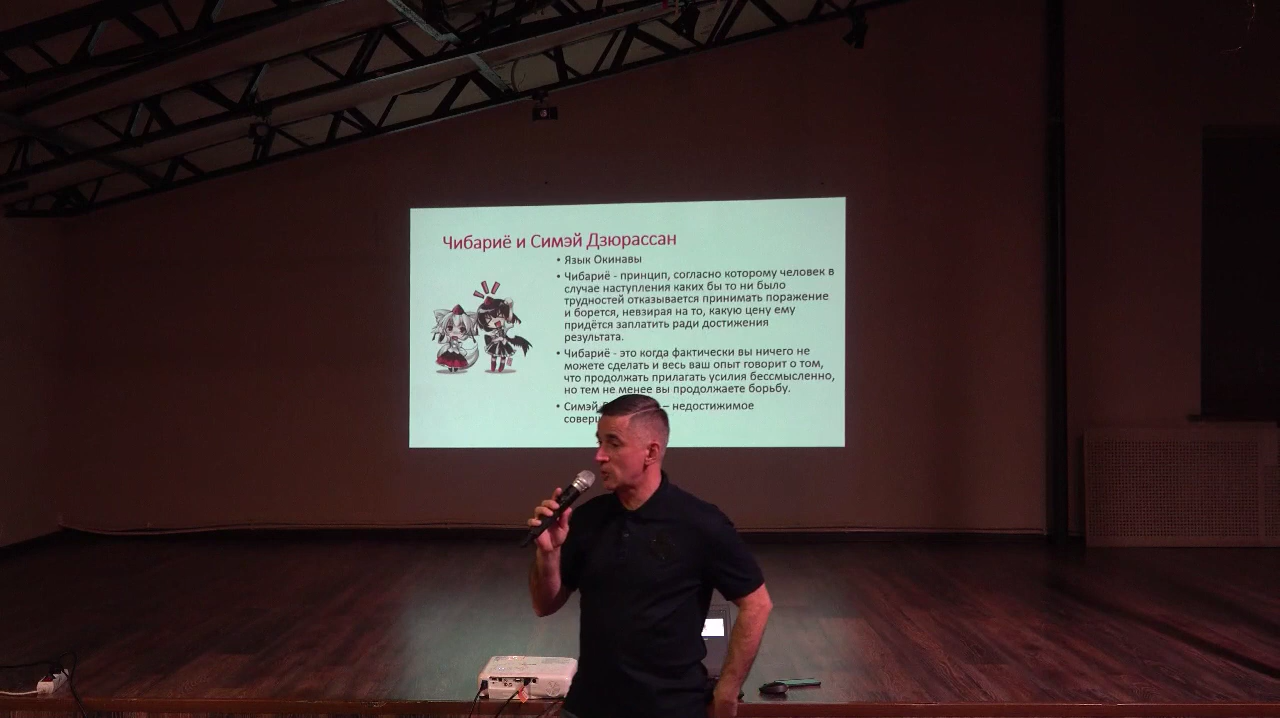 Чибариё и Симэй Дзюрассан
• Язык Окинавы
• Чибариё - принцип, согласно которому человек в
случае наступления каких бы то ни было
трудностей отказывается принимать поражение
и борется, невзирая на то, какую цену ему
придётся заплатить ради достижения
результата.
• Чибариё - это когда фактически вы ничего не
можете сделать и весь ваш опыт говорит о том,
что продолжать прилагать усилия бессмысленно,
но тем не менее вы продолжаете борьбу.
• Симэй – недостижимое